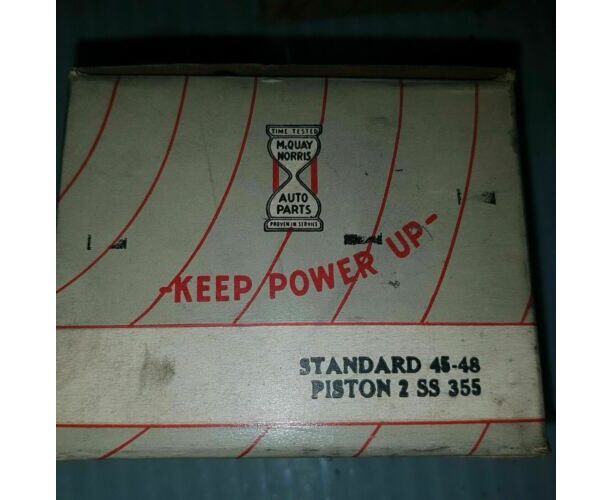 TIME TESTED
McQUAY
NORRIS
AUTO
PARTS
PROVEN IN SERVICE
-KEEP POWER UP-
STANDARD 45-48
PISTON 2 SS 355